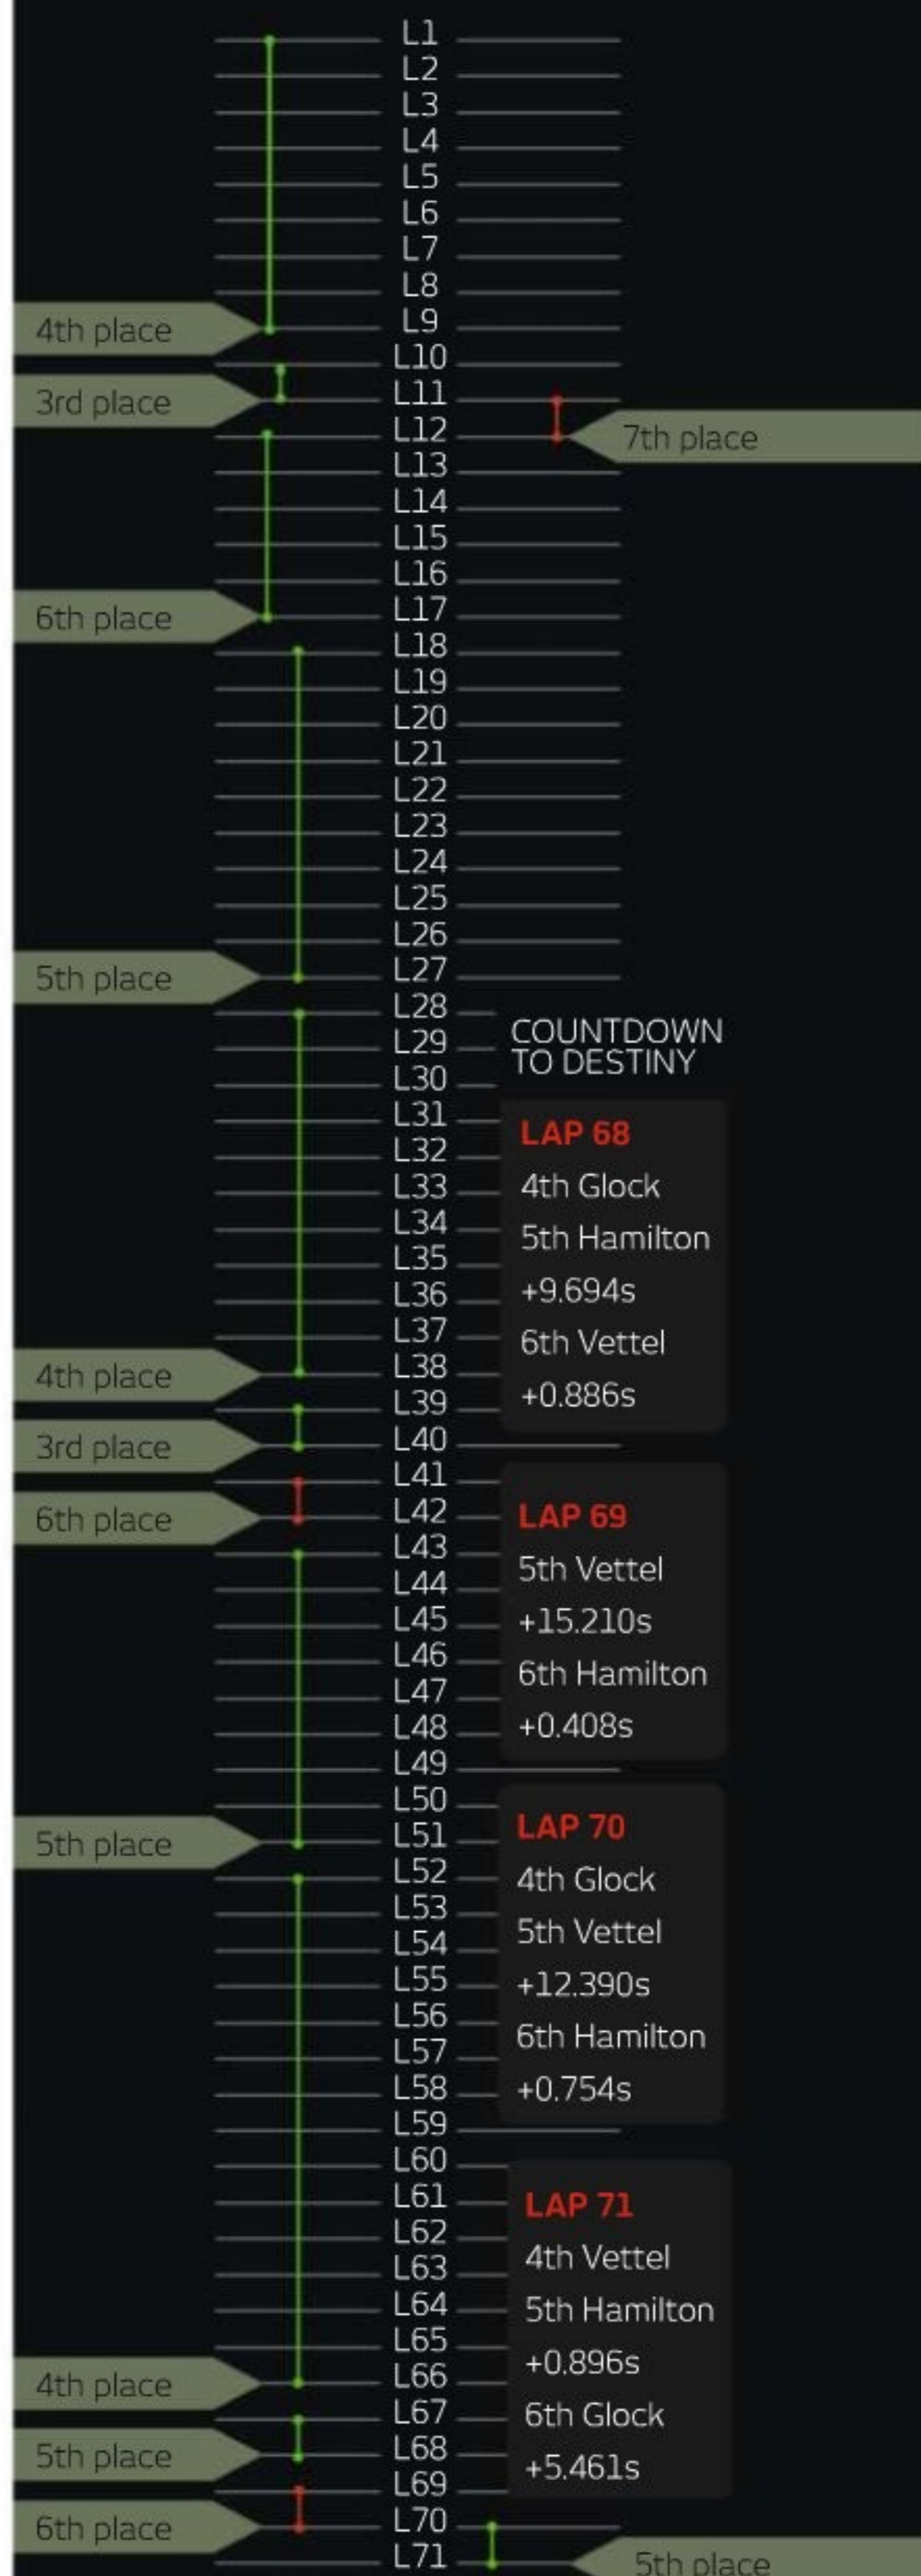 L1
L2
L3
L4
L5
L6
L7
L8
4th place L9
L10
3rd place L11
L12 7th place
L13
L14
L15
L16
6th place L17
L18
L19
L20
L21
L22
L23
L24
L25
L26
5th place L27
L28
L29
L30
L31
L32
L33
L34
L35
L36
L37
4th place L38
L39
3rd place L40
L41
6th place L42
L43
L44
L45
L46
L47
L48
L49
L50
5th place L51
L52
L53
L54
L55
L56
L57
L58
L59
L60
L61
L62
L63
L64
L65
4th place L66
L67
5th place L68
L69
6th place L70
L71 5th place
COUNTDOWN
TO DESTINY
LAP 68
4th Glock
5th Hamilton
+9.694s
6th Vettel
+0.886s
LAP 69
5th Vettel
+15.210s
6th Hamilton
+0.408s
LAP 70
4th Glock
5th Vettel
+12.390s
6th Hamilton
+0.754s
LAP 71
4th Vettel
5th Hamilton
+0.896s
6th Glock
+5.461s